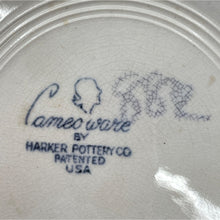 Cameoware
BY
HARKER POTTERY CO
PATENTED
USA